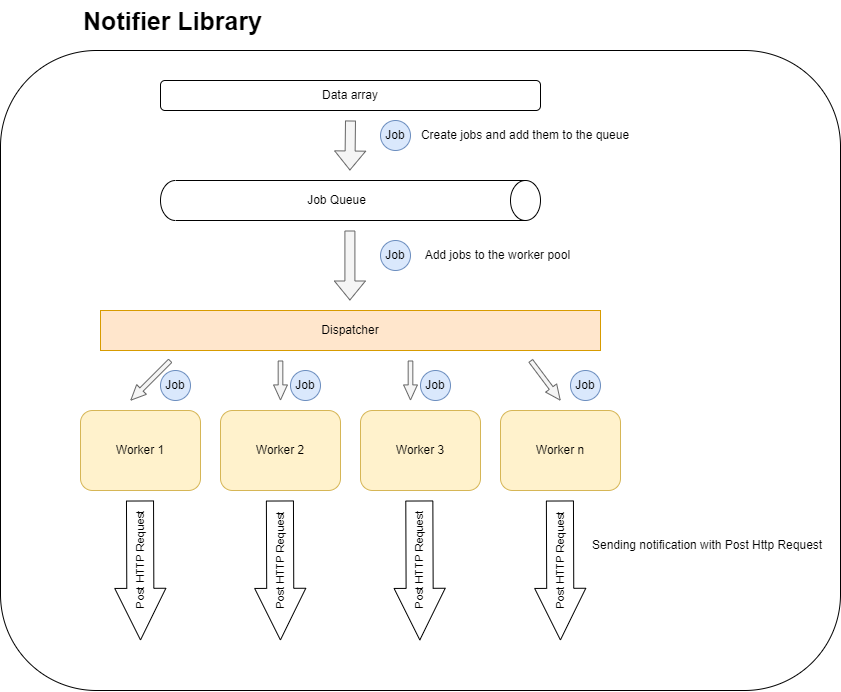 Notifier Library
Data array
Job
Create jobs and add them to the queue
Job Queue
Job
Add jobs to the worker pool
Dispatcher
Job
Job
Job
Job
Worker 1
Worker 2
Worker 3
Worker n
Post HTTP Request
Post HTTP Request
Post HTTP Request
Post HTTP Request
Sending notification with Post Http Request